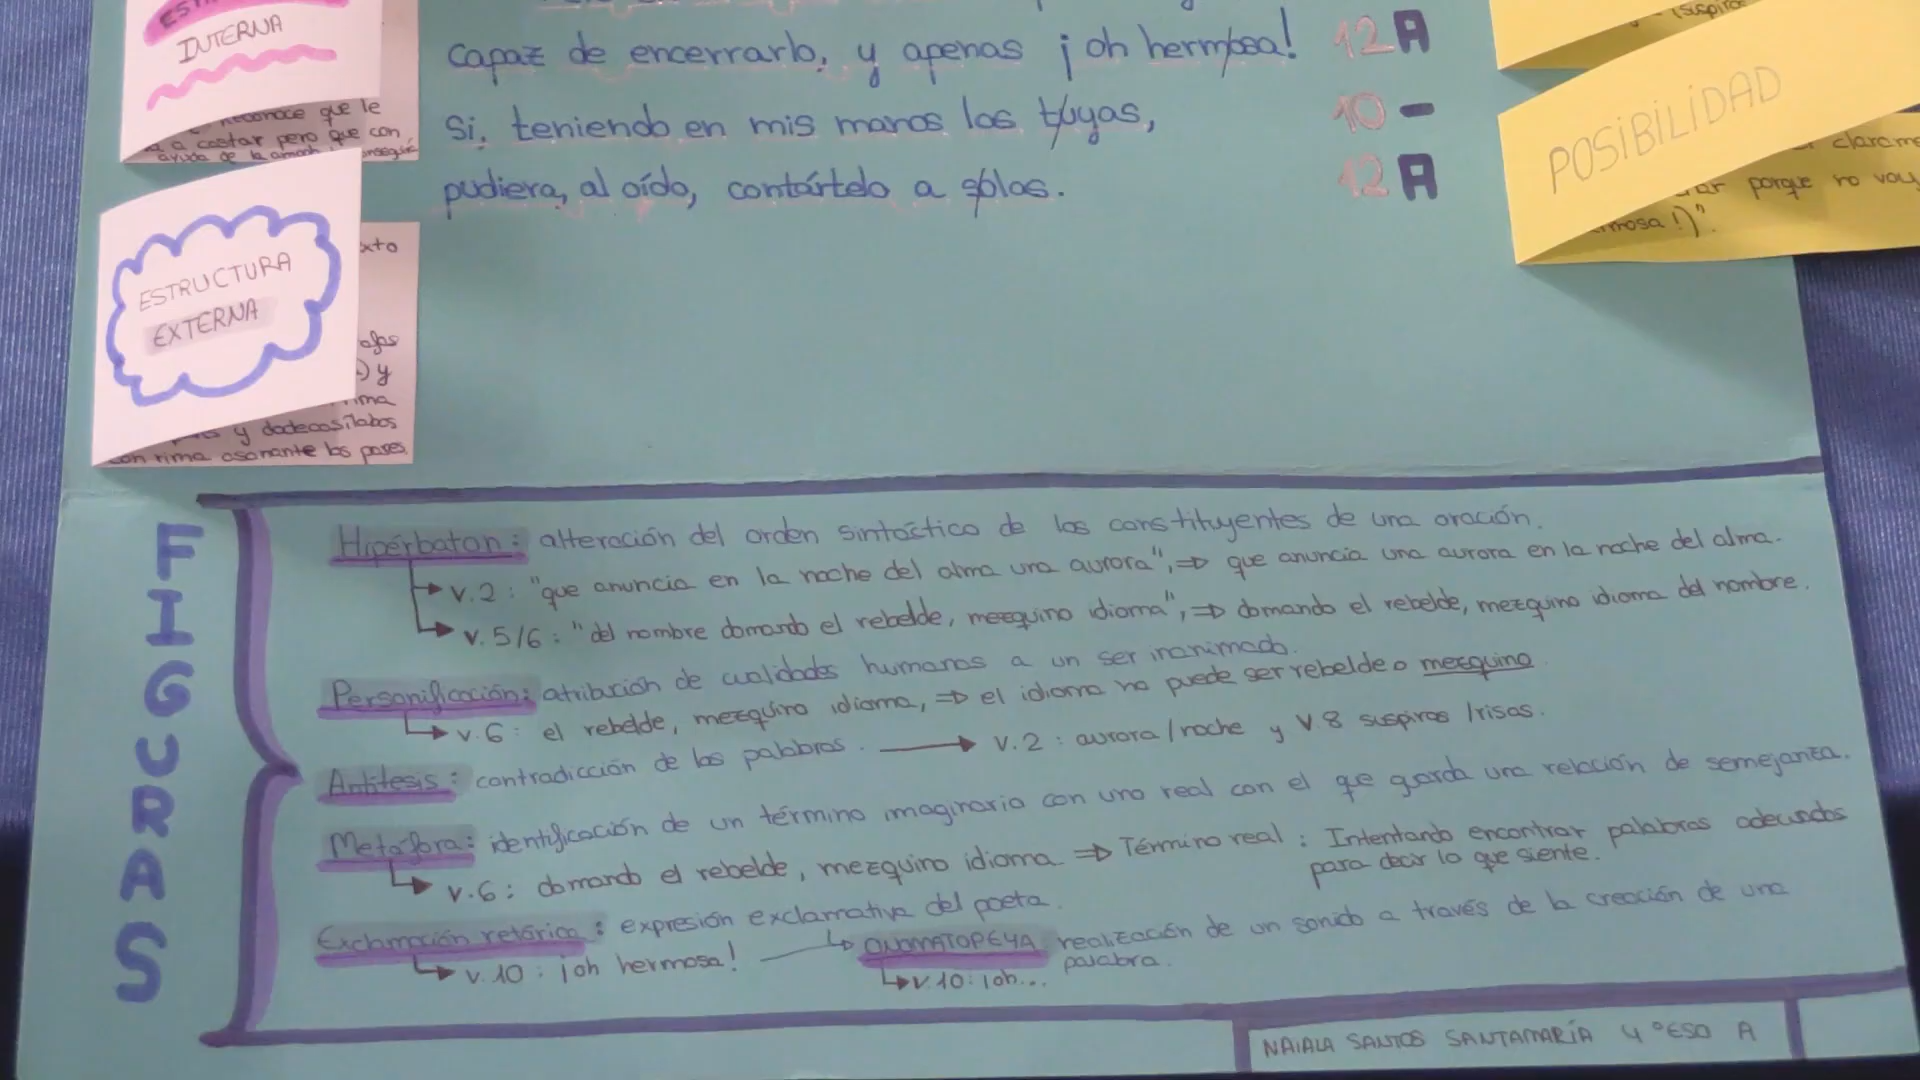 INTERNA
reconoce que le
a costar pero que con
ayuda de la amada
capaz de encerrarlo, y apenas ¡oh hermosa! 12A
Si, teniendo en mis manos las tuyas, 10-
pudiera, al oído, contártelo a solas. 12A
(suspiros
POSIBILIDAD
porque no voy
ESTRUCTURA
EXTERNA
y
y dodecasílabos
con rima asonante los pares
FIGURAS
Hipérbaton: alteración del orden sintáctico de los constituyentes de una oración.
v.2: "que anuncia en la noche del alma una aurora", ⇒ que anuncia una aurora en la noche del alma.
v.5/6: "del nombre domando el rebelde, mezquino idioma", ⇒ domando el rebelde, mezquino idioma del nombre.
Personificación: atribución de cualidades humanas a un ser inanimado.
v.6: el rebelde, mezquino idioma, ⇒ el idioma no puede ser rebelde o mezquino
Antítesis: contradicción de las palabras. → v.2: aurora/noche y v.8 suspiros/risas.
Metáfora: identificación de un término imaginario con uno real con el que guarda una relación de semejanza.
v.6: domando el rebelde, mezquino idioma ⇒ Término real: Intentando encontrar palabras adecuadas
para decir lo que siente.
Exclamación retórica: expresión exclamativa del poeta.
v.10: ¡oh hermosa!
ONOMATOPEYA realización de un sonido a través de la creación de una
palabra.
v.10: ¡oh...
NAIALA SANTOS SANTAMARÍA 4ºESO A